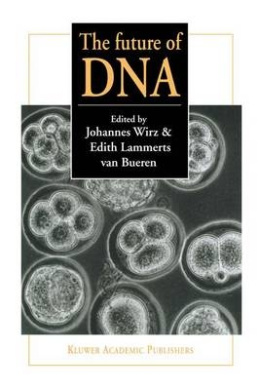 The future of
DNA
Edited by
Johannes Wirz &
Edith Lammerts
van Bueren
KLUWER ACADEMIC PUBLISHERS